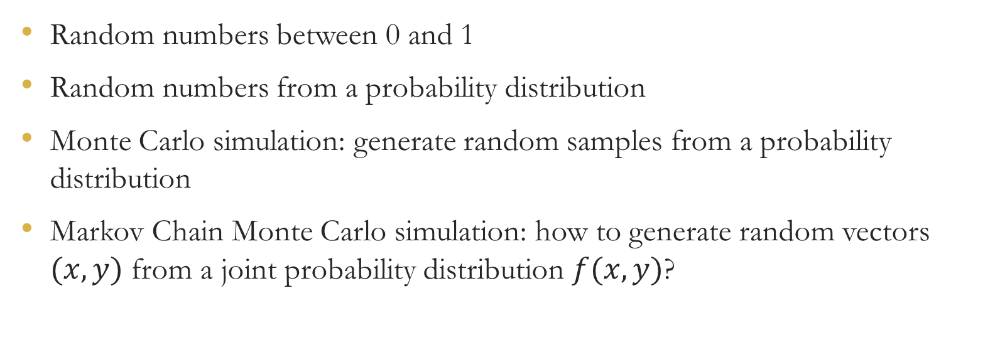 • Random numbers between 0 and 1
• Random numbers from a probability distribution
• Monte Carlo simulation: generate random samples from a probability
distribution
• Markov Chain Monte Carlo simulation: how to generate random vectors
(x, y) from a joint probability distribution f(x, y)?